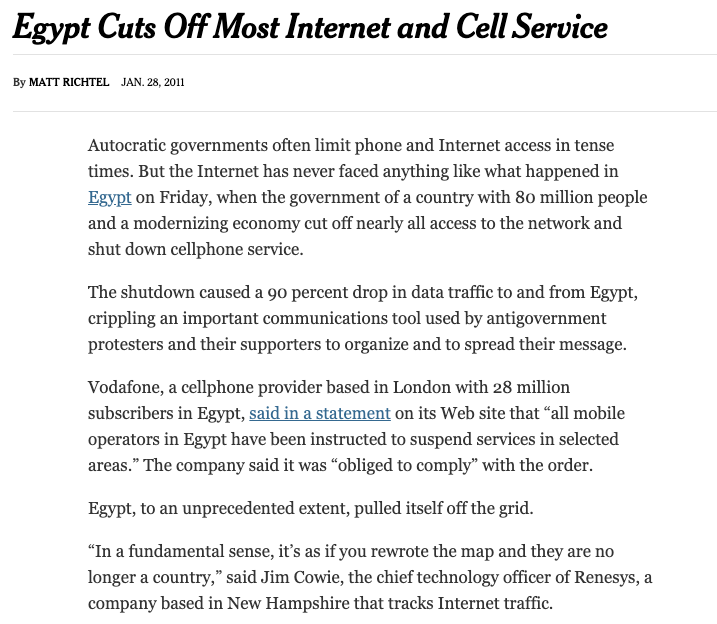 Egypt Cuts Off Most Internet and Cell Service
By MATT RICHTEL JAN. 28, 2011
Autocratic governments often limit phone and Internet access in tense
times. But the Internet has never faced anything like what happened in
Egypt on Friday, when the government of a country with 80 million people
and a modernizing economy cut off nearly all access to the network and
shut down cellphone service.
The shutdown caused a 90 percent drop in data traffic to and from Egypt,
crippling an important communications tool used by antigovernment
protesters and their supporters to organize and to spread their message.
Vodafone, a cellphone provider based in London with 28 million
subscribers in Egypt, said in a statement on its Web site that “all mobile
operators in Egypt have been instructed to suspend services in selected
areas.” The company said it was “obliged to comply” with the order.
Egypt, to an unprecedented extent, pulled itself off the grid.
“In a fundamental sense, it’s as if you rewrote the map and they are no
longer a country,” said Jim Cowie, the chief technology officer of Renesys, a
company based in New Hampshire that tracks Internet traffic.